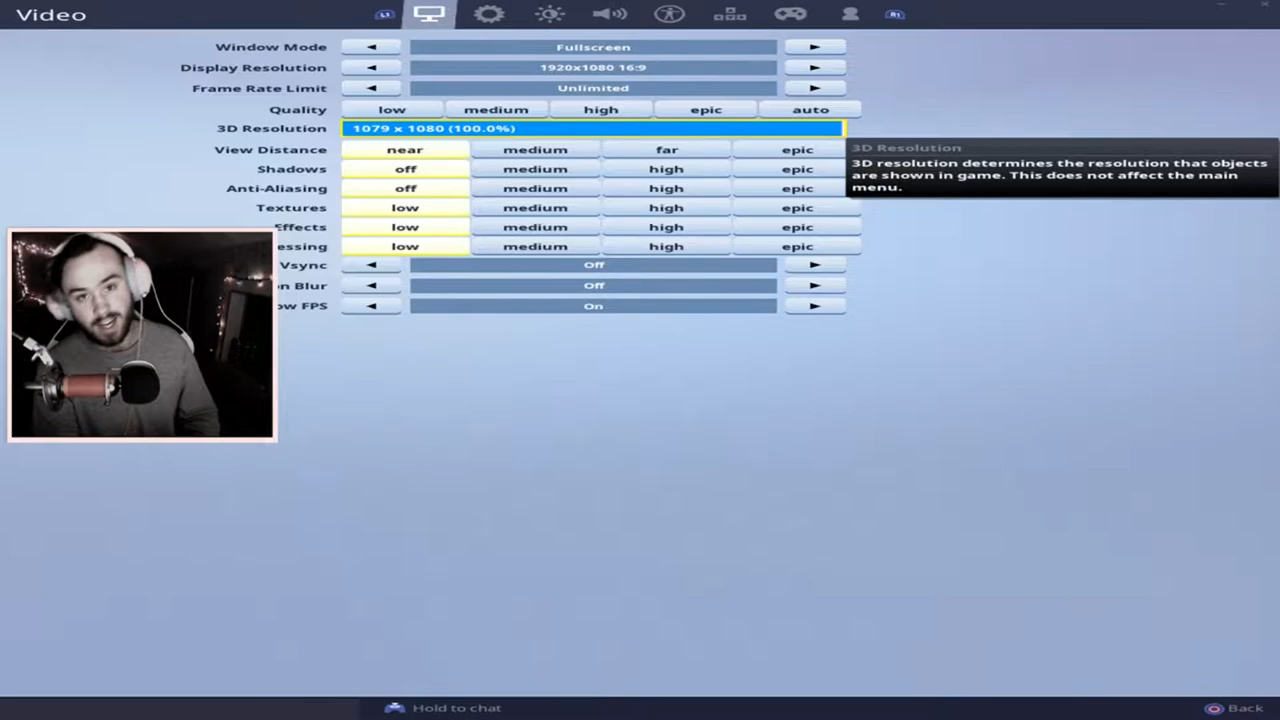 Video
L1
R1
Window Mode
Fullscreen
Display Resolution
1920x1080 16:9
Frame Rate Limit
Unlimited
Quality low medium high epic auto
3D Resolution
1079 x 1080 (100.0%)
View Distance near medium far epic
3D Resolution
3D resolution determines the resolution that objects
are shown in game. This does not affect the main
menu.
Shadows off medium high epic
Anti-Aliasing off medium high epic
Textures low medium high epic
Effects low medium high epic
essing low medium high epic
Vsync
Off
n Blur
Off
ow FPS
On
Hold to chat
Back